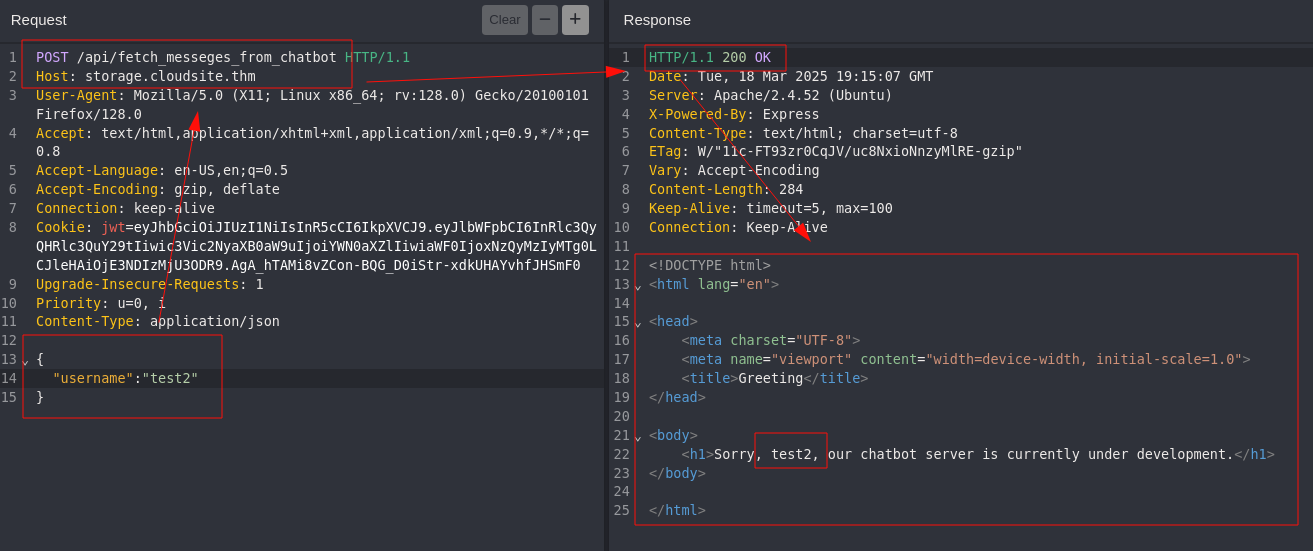 Request
Clear
−
+
1 POST /api/fetch_messeges_from_chatbot HTTP/1.1
2 Host: storage.cloudsite.thm
3 User-Agent: Mozilla/5.0 (X11; Linux x86_64; rv:128.0) Gecko/20100101
Firefox/128.0
4 Accept: text/html,application/xhtml+xml,application/xml;q=0.9,*/*;q=
0.8
5 Accept-Language: en-US,en;q=0.5
6 Accept-Encoding: gzip, deflate
7 Connection: keep-alive
8 Cookie: jwt=eyJhbGciOiJIUzI1NiIsInR5cCI6IkpXVCJ9.eyJlbWFpbCI6InRlc3Qy
QHRlc3QuY29tIiwic3Vic2NyaXB0aW9uIjoiYWN0aXZlIiwiaWF0IjoxNzQyMzIyMTg0L
CJleHAiOjE3NDIzMjU3ODR9.AgA_hTAMi8vZCon-BQG_D0iStr-xdkUHAYvhfJHSmF0
9 Upgrade-Insecure-Requests: 1
10 Priority: u=0, i
11 Content-Type: application/json
12
13 {
14 "username":"test2"
15 }
Response
1 HTTP/1.1 200 OK
2 Date: Tue, 18 Mar 2025 19:15:07 GMT
3 Server: Apache/2.4.52 (Ubuntu)
4 X-Powered-By: Express
5 Content-Type: text/html; charset=utf-8
6 ETag: W/"11c-FT93zr0CqJV/uc8NxioNnzyMlRE-gzip"
7 Vary: Accept-Encoding
8 Content-Length: 284
9 Keep-Alive: timeout=5, max=100
10 Connection: Keep-Alive
11
12 <!DOCTYPE html>
13 <html lang="en">
14
15 <head>
16 <meta charset="UTF-8">
17 <meta name="viewport" content="width=device-width, initial-scale=1.0">
18 <title>Greeting</title>
19 </head>
20
21 <body>
22 <h1>Sorry, test2, our chatbot server is currently under development.</h1>
23 </body>
24
25 </html>